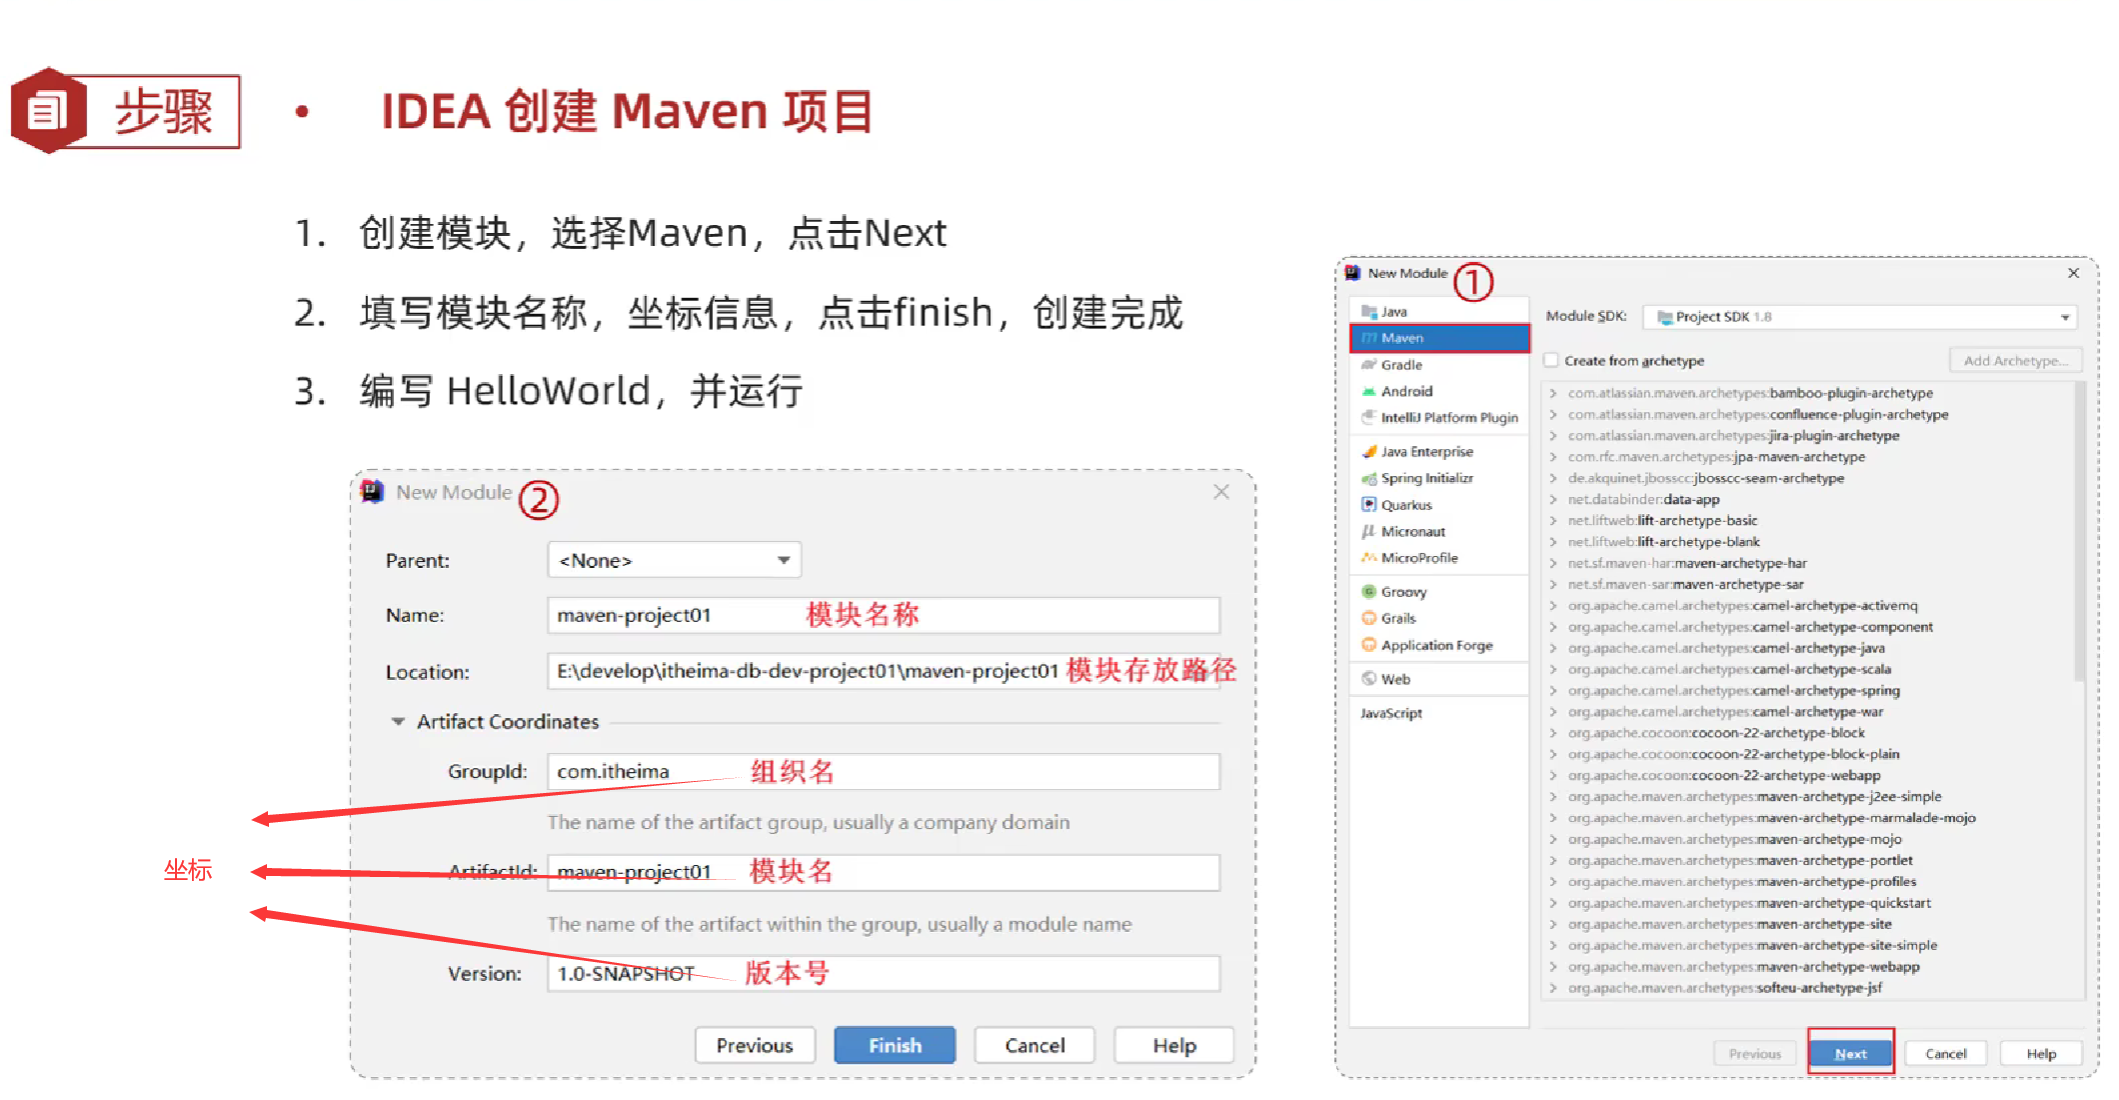 步骤
• IDEA 创建 Maven 项目
1. 创建模块，选择Maven，点击Next
2. 填写模块名称，坐标信息，点击finish，创建完成
3. 编写 HelloWorld，并运行
New Module ②
Parent: <None>
Name: maven-project01 模块名称
Location: E:\develop\itheima-db-dev-project01\maven-project01 模块存放路径
Artifact Coordinates
GroupId: com.itheima 组织名
The name of the artifact group, usually a company domain
坐标
ArtifactId: maven-project01 模块名
The name of the artifact within the group, usually a module name
Version: 1.0-SNAPSHOT 版本号
Previous Finish Cancel Help
New Module ①
Java
Maven
Gradle
Android
IntelliJ Platform Plugin
Java Enterprise
Spring Initializr
Quarkus
Micronaut
MicroProfile
Groovy
Grails
Application Forge
Web
JavaScript
Module SDK: Project SDK 1.8
Create from archetype Add Archetype...
com.atlassian.maven.archetypes:bamboo-plugin-archetype
com.atlassian.maven.archetypes:confluence-plugin-archetype
com.atlassian.maven.archetypes:jira-plugin-archetype
com.rfc.maven.archetypes:jpa-maven-archetype
de.akquinet.jbosscc:jbosscc-seam-archetype
net.databinder:data-app
net.liftweb:lift-archetype-basic
net.liftweb:lift-archetype-blank
net.sf.maven-har:maven-archetype-har
net.sf.maven-sar:maven-archetype-sar
org.apache.camel.archetypes:camel-archetype-activemq
org.apache.camel.archetypes:camel-archetype-component
org.apache.camel.archetypes:camel-archetype-java
org.apache.camel.archetypes:camel-archetype-scala
org.apache.camel.archetypes:camel-archetype-spring
org.apache.camel.archetypes:camel-archetype-war
org.apache.cocoon:cocoon-22-archetype-block
org.apache.cocoon:cocoon-22-archetype-block-plain
org.apache.cocoon:cocoon-22-archetype-webapp
org.apache.maven.archetypes:maven-archetype-j2ee-simple
org.apache.maven.archetypes:maven-archetype-marmalade-mojo
org.apache.maven.archetypes:maven-archetype-mojo
org.apache.maven.archetypes:maven-archetype-portlet
org.apache.maven.archetypes:maven-archetype-profiles
org.apache.maven.archetypes:maven-archetype-quickstart
org.apache.maven.archetypes:maven-archetype-site
org.apache.maven.archetypes:maven-archetype-site-simple
org.apache.maven.archetypes:maven-archetype-webapp
org.apache.maven.archetypes:softeu-archetype-jsf
Previous Next Cancel Help